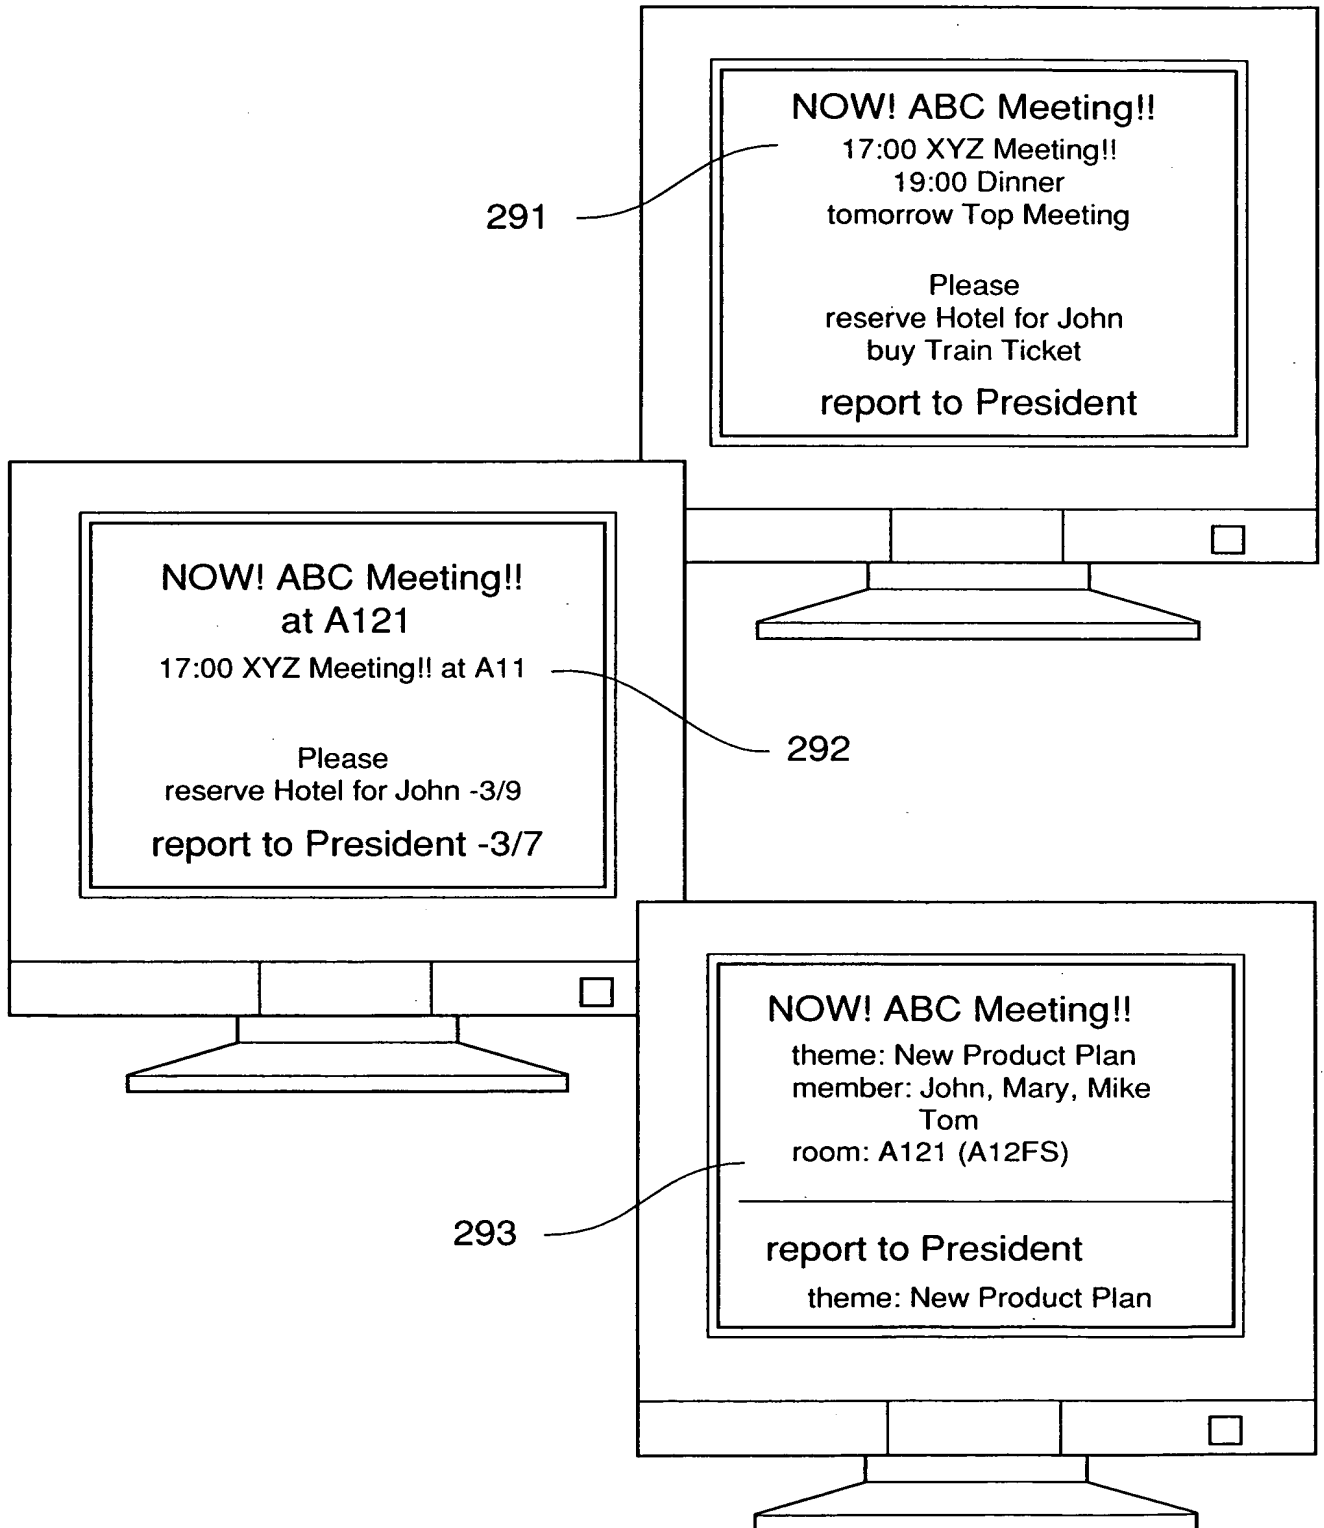 NOW! ABC Meeting!!
17:00 XYZ Meeting!!
19:00 Dinner
tomorrow Top Meeting
Please
reserve Hotel for John
buy Train Ticket
report to President
291
NOW! ABC Meeting!!
at A121
17:00 XYZ Meeting!! at A11
Please
reserve Hotel for John -3/9
report to President -3/7
292
NOW! ABC Meeting!!
theme: New Product Plan
member: John, Mary, Mike
Tom
room: A121 (A12FS)
report to President
theme: New Product Plan
293